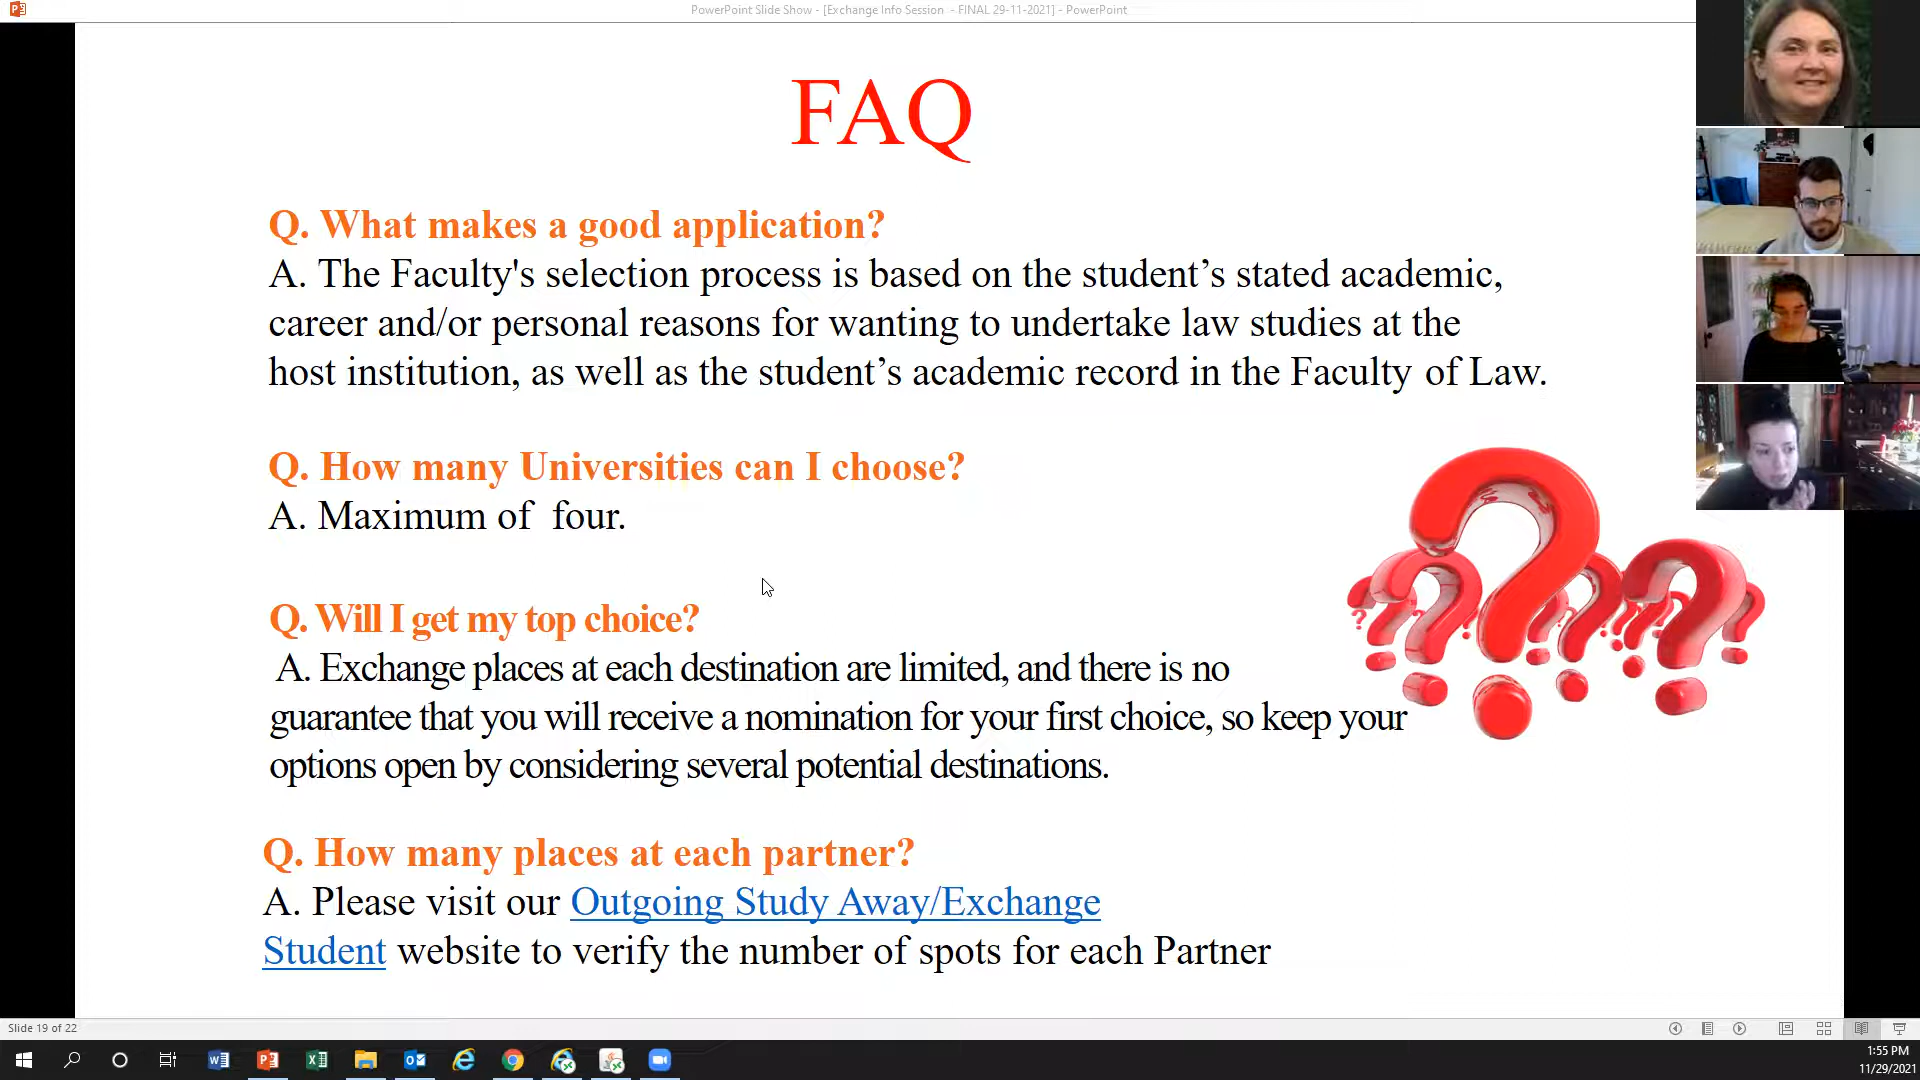 PowerPoint Slide Show - [Exchange Info Session - FINAL 29-11-2021] - PowerPoint
FAQ
Q. What makes a good application?
A. The Faculty's selection process is based on the student’s stated academic,
career and/or personal reasons for wanting to undertake law studies at the
host institution, as well as the student’s academic record in the Faculty of Law.
Q. How many Universities can I choose?
A. Maximum of four.
Q. Will I get my top choice?
A. Exchange places at each destination are limited, and there is no
guarantee that you will receive a nomination for your first choice, so keep your
options open by considering several potential destinations.
Q. How many places at each partner?
A. Please visit our Outgoing Study Away/Exchange
Student website to verify the number of spots for each Partner
Slide 19 of 22
1:55 PM
11/29/2021